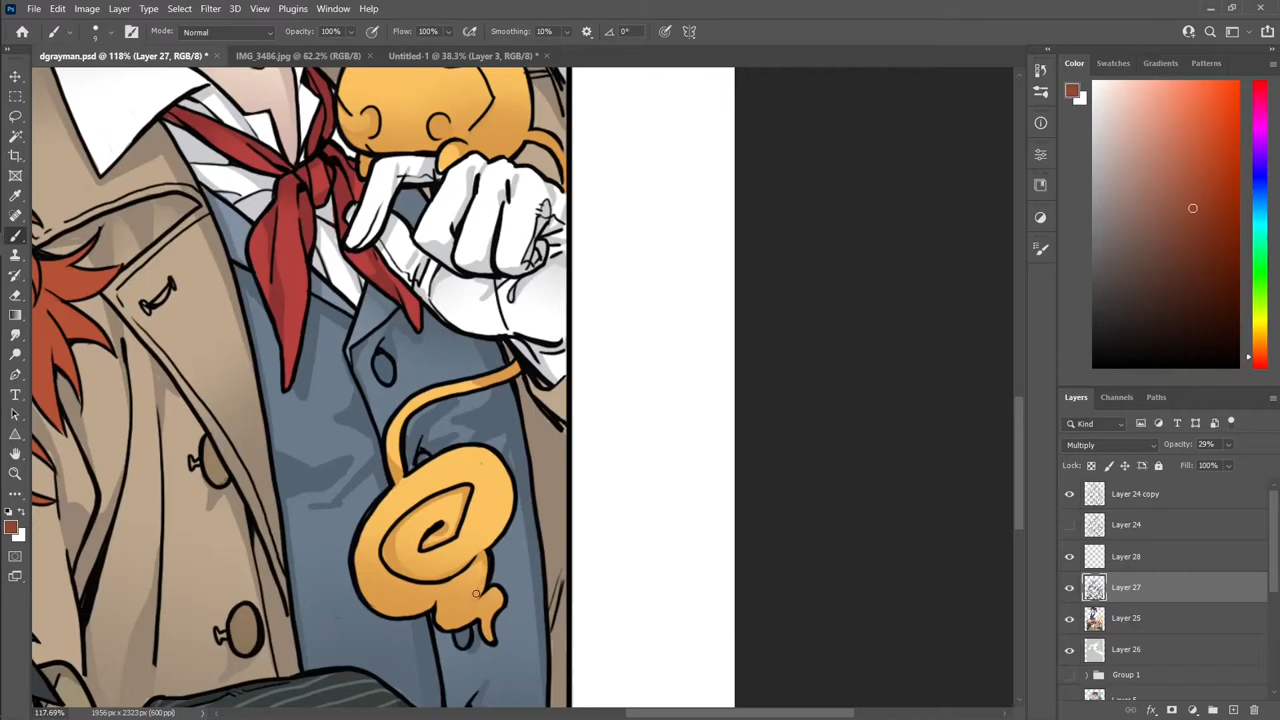 Ps File Edit Image Layer Type Select Filter 3D View Plugins Window Help
9 Mode: Normal Opacity: 100% Flow: 100% Smoothing: 10% 0°
dgrayman.psd @ 118% (Layer 27, RGB/8) * × IMG_3486.jpg @ 62.2% (RGB/8) × Untitled-1 @ 38.3% (Layer 3, RGB/8) * ×
Color Swatches Gradients Patterns
Layers Channels Paths
Kind
Multiply Opacity: 29%
Lock: Fill: 100%
Layer 24 copy
Layer 24
Layer 28
Layer 27
Layer 25
Layer 26
Group 1
117.69% 1956 px x 2323 px (600 ppi)